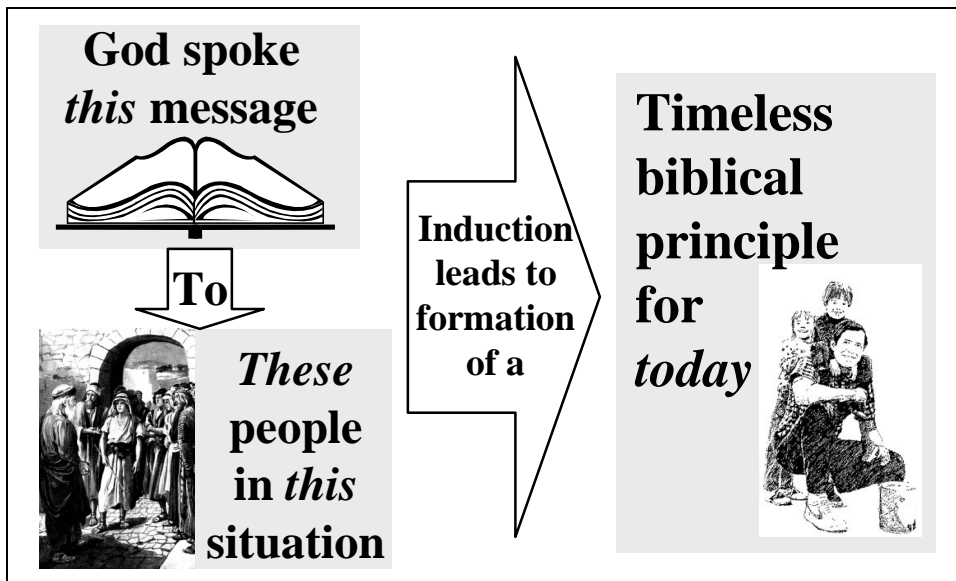 God spoke
this message
To
These
people
in this
situation
Induction
leads to
formation
of a
Timeless
biblical
principle
for
today